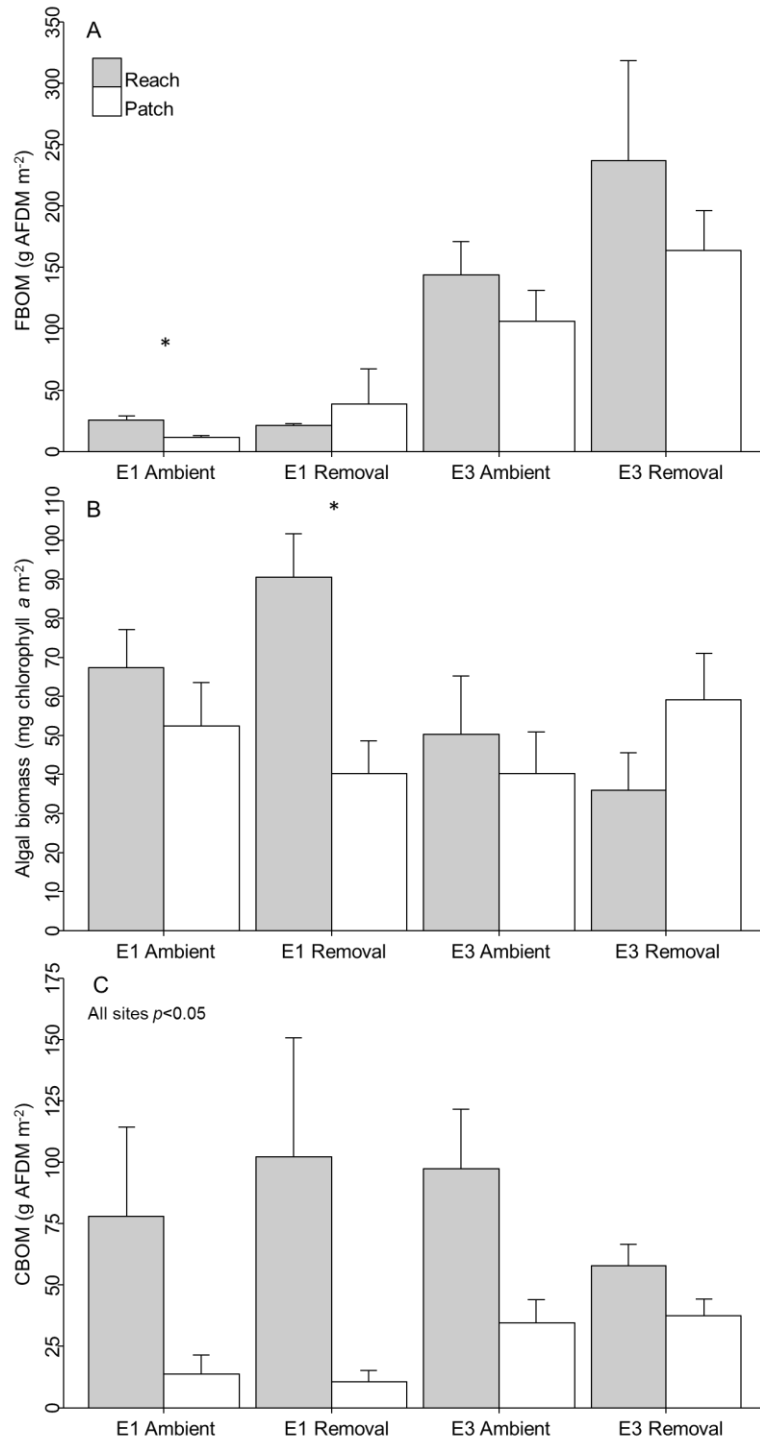 A
Reach
Patch
FBOM (g AFDM m-2)
350
300
250
200
150
100
50
0
*
E1 Ambient E1 Removal E3 Ambient E3 Removal
B
Algal biomass (mg chlorophyll a m-2)
110
100
90
80
70
60
50
40
30
20
10
0
*
E1 Ambient E1 Removal E3 Ambient E3 Removal
C
All sites p<0.05
CBOM (g AFDM m-2)
175
150
125
100
75
50
25
0
E1 Ambient E1 Removal E3 Ambient E3 Removal